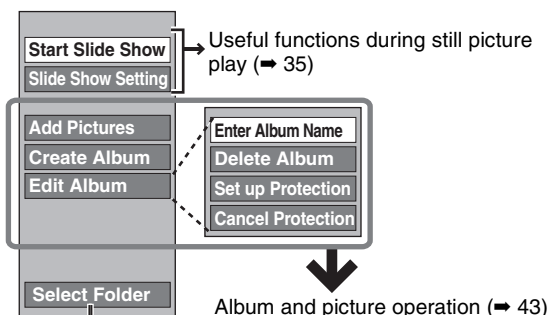 Start Slide Show
Slide Show Setting
Useful functions during still picture
play (➡ 35)
Add Pictures
Create Album
Edit Album
Enter Album Name
Delete Album
Set up Protection
Cancel Protection
Select Folder
Album and picture operation (➡ 43)